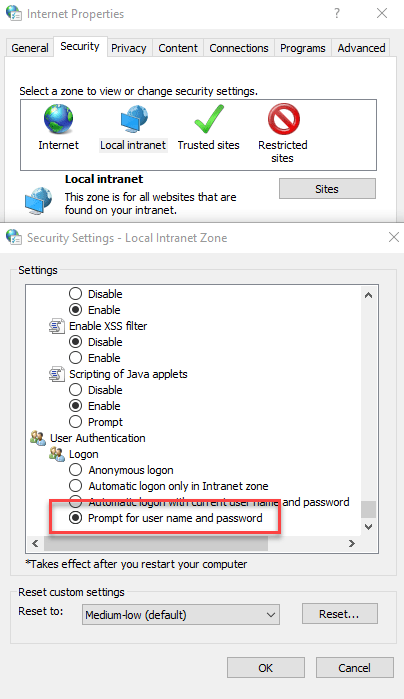 Internet Properties
General Security Privacy Content Connections Programs Advanced
Select a zone to view or change security settings.
Internet Local intranet Trusted sites Restricted
sites
Local intranet
This zone is for all websites that are
found on your intranet.
Sites
Security Settings - Local Intranet Zone
Settings
Disable
Enable
Enable XSS filter
Disable
Enable
Scripting of Java applets
Disable
Enable
Prompt
User Authentication
Logon
Anonymous logon
Automatic logon only in Intranet zone
Automatic logon with current user name and password
Prompt for user name and password
*Takes effect after you restart your computer
Reset custom settings
Reset to: Medium-low (default) Reset...
OK Cancel